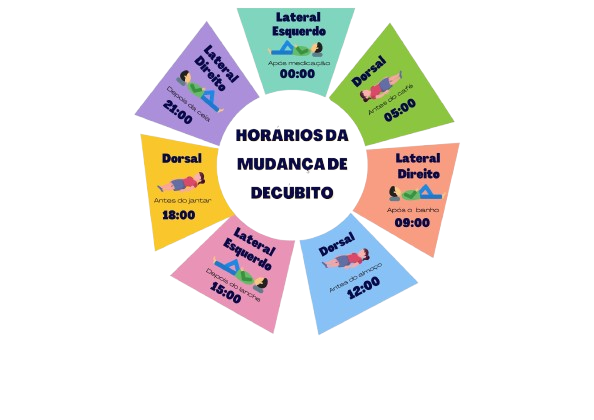 HORARIOS DA
MUDANÇA DE
DECUBITO
Lateral
Esquerdo
Após medicação
00:00
Dorsal
Antes do café
05:00
Lateral
Direito
Após o banho
09:00
Dorsal
Antes do almoço
12:00
Lateral
Esquerdo
Depois do lanche
15:00
Dorsal
Antes do jantar
18:00
Lateral
Direito
Depois da ceia
21:00